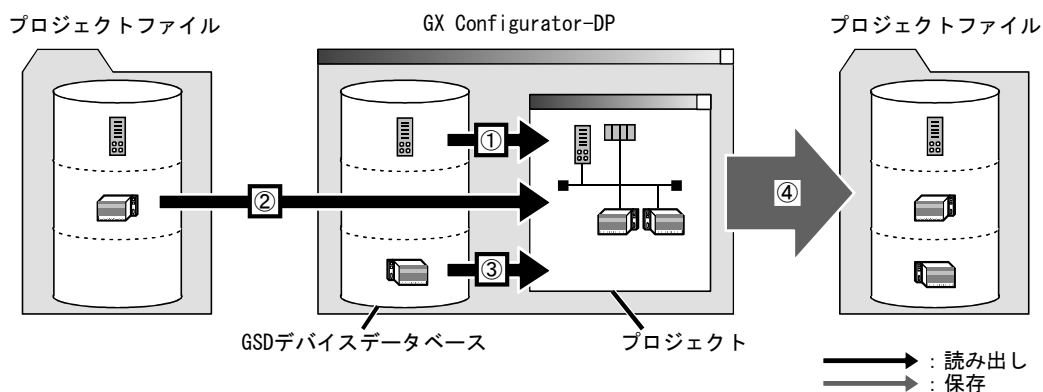 プロジェクトファイル
GX Configurator-DP
プロジェクトファイル
①
②
③
④
GSDデバイスデータベース
プロジェクト
：読み出し
：保存